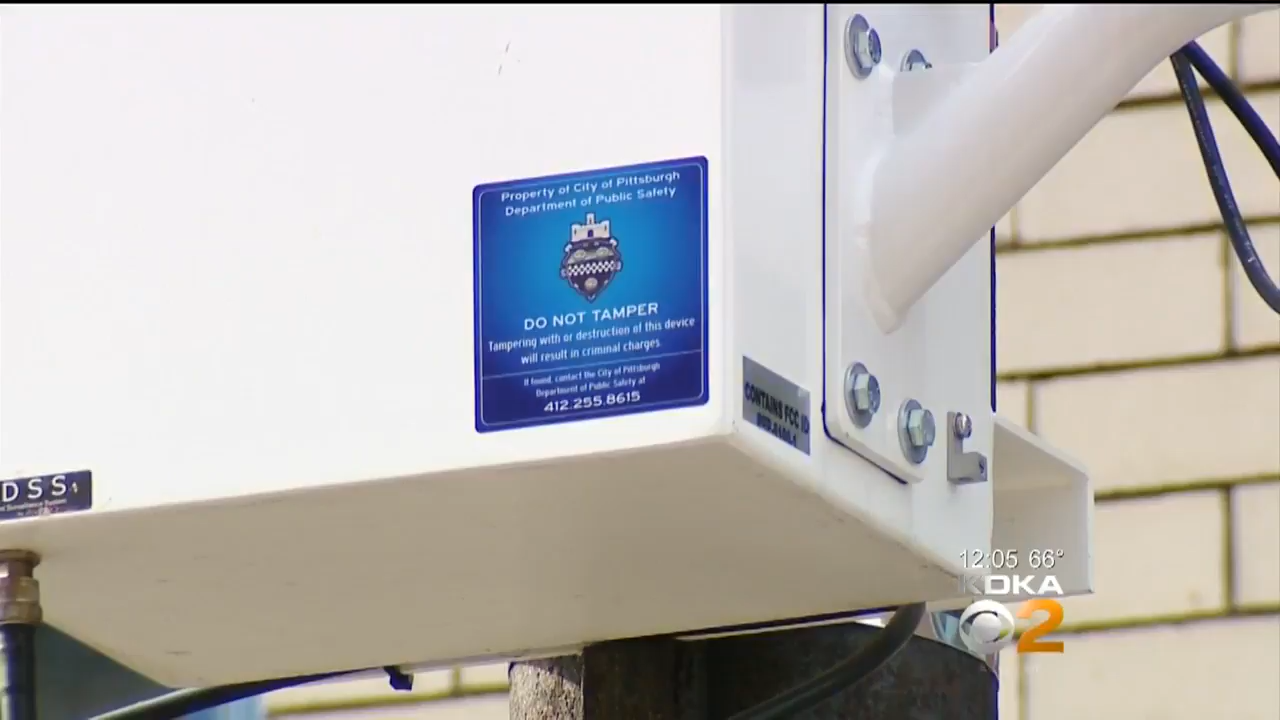 Property of City of Pittsburgh
Department of Public Safety
DO NOT TAMPER
Tampering with or destruction of this device
will result in criminal charges
If found, contact the City of Pittsburgh
Department of Public Safety at
412.255.8615
CONTAINS FCC ID
DSS
Surveillance System
12:05 66°
KDKA
2